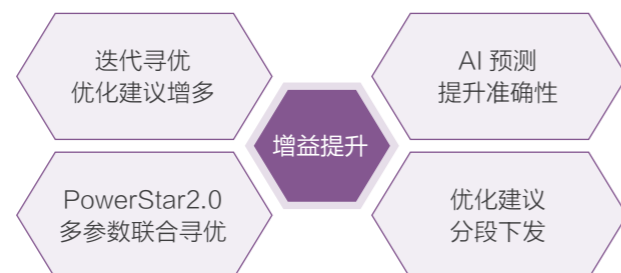 迭代寻优
优化建议增多
AI 预测
提升准确性
增益提升
PowerStar2.0
多参数联合寻优
优化建议
分段下发